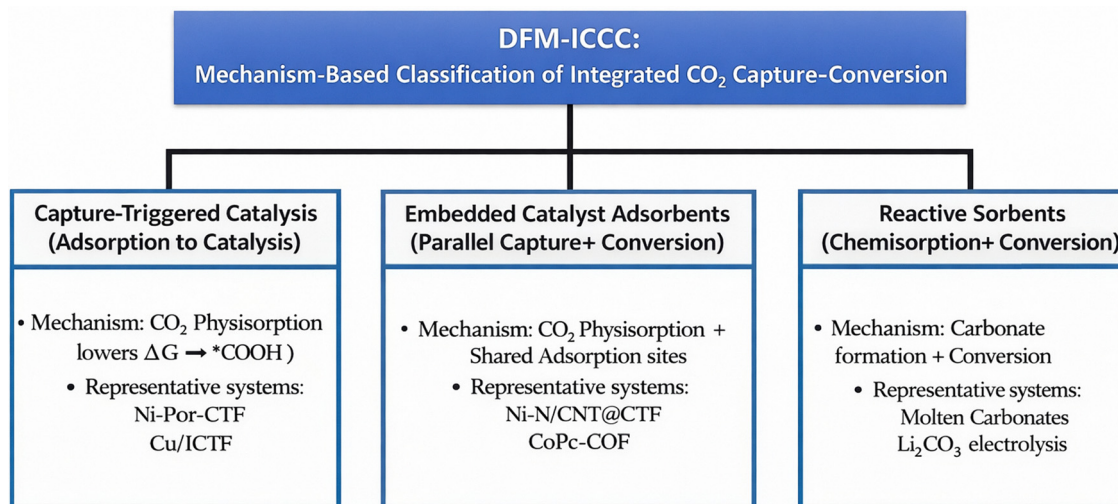 DFM-ICCC:
Mechanism-Based Classification of Integrated CO₂ Capture-Conversion
Capture-Triggered Catalysis
(Adsorption to Catalysis)
• Mechanism: CO₂ Physisorption
lowers ΔG → *COOH )
• Representative systems:
Ni-Por-CTF
Cu/ICTF
Embedded Catalyst Adsorbents
(Parallel Capture+ Conversion)
• Mechanism: CO₂ Physisorption +
Shared Adsorption sites
• Representative systems:
Ni-N/CNT@CTF
CoPc-COF
Reactive Sorbents
(Chemisorption+ Conversion)
• Mechanism: Carbonate
formation + Conversion
• Representative systems:
Molten Carbonates
Li₂CO₃ electrolysis